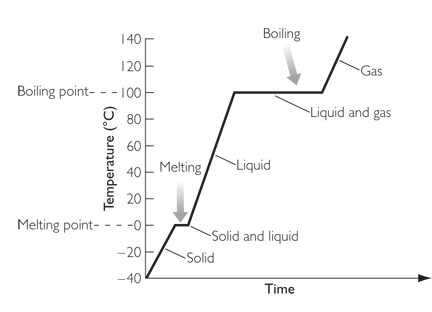 140
Boiling
120
Gas
Boiling point
100
80
Liquid and gas
Temperature (°C)
60
Melting
Liquid
40
20
Melting point
0
Solid and liquid
–20
Solid
–40
Time